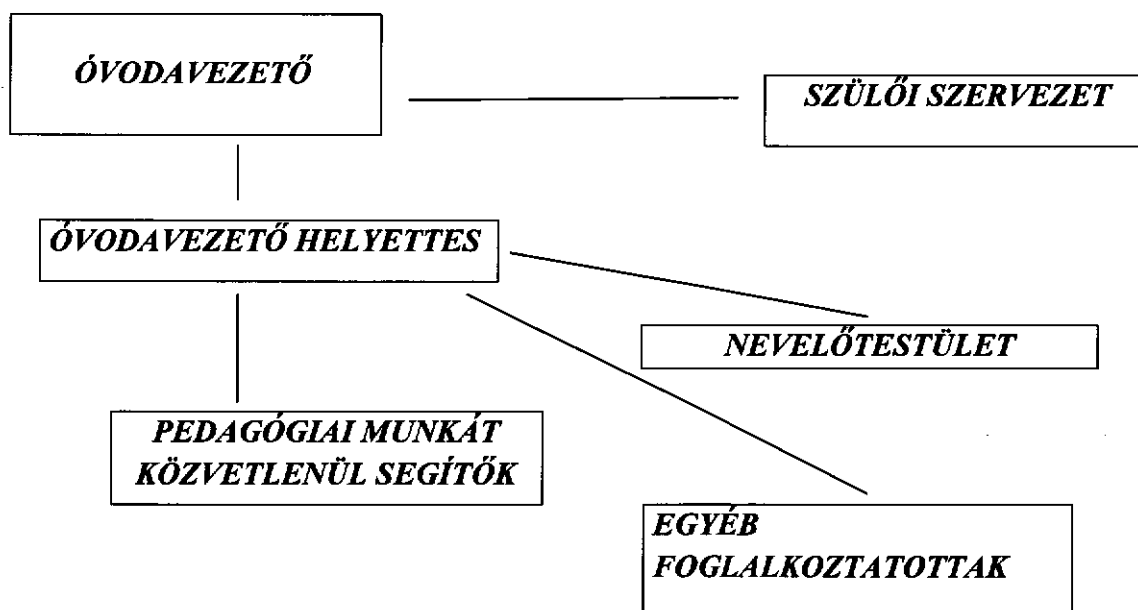 ÓVODAVEZETŐ
SZÜLŐI SZERVEZET
ÓVODAVEZETŐ HELYETTES
NEVELŐTESTÜLET
PEDAGÓGIAI MUNKÁT
KÖZVETLENÜL SEGÍTŐK
EGYÉB
FOGLALKOZTATOTTAK